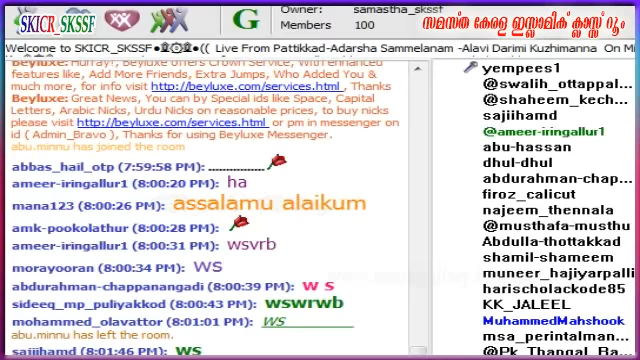 SKICR_SKSSF
G
Owner: samastha_skssf
Members 100
സമസ്ത കേരള ഇസ്ലാമിക് ക്ലാസ്സ് റൂം
Welcome to SKICR_SKSSF ●۩۞۩●(( Live From Pattikkad-Adarsha Sammelanam -Alavi Darimi Kuzhimanna On Mi
Beyluxe: Hurray!, Beyluxe offers Crown Service, With enhanced
features like, Add More Friends, Extra Jumps, Who Added You &
much more, for info visit http://beyluxe.com/services.html , Thanks
Beyluxe: Great News, You can by Special ids like Space, Capital
Letters, Arabic Nicks, Urdu Nicks on reasonable prices, to buy nicks
please visit http://beyluxe.com/services.html or pm in messenger on
id ( Admin_Bravo ), Thanks for using Beyluxe Messenger.
abu.minnu has joined the room
abbas_hail_otp (7:59:58 PM): ................
ameer-iringallur1 (8:00:20 PM): ha
mana123 (8:00:26 PM): assalamu alaikum
amk-pookolathur (8:00:28 PM):
ameer-iringallur1 (8:00:31 PM): wsvrb
morayooran (8:00:34 PM): ws
abdurahman-chappanangadi (8:00:39 PM): w s
sideeq_mp_puliyakkod (8:00:43 PM): wswrwb
mohammed_olavattor (8:01:01 PM): ws
abu.minnu has left the room.
sajiihamd (8:01:46 PM): ws
yempees1
@swalih_ottappal...
@shaheem_kech...
sajiihamd
@ameer-iringallur1
abu-hassan
dhul-dhul
abdurahman-chap...
firoz_calicut
najeem_thennala
@musthafa-musthu
Abdulla-thottakkad
shamil-shameem
muneer_hajiyarpalli
harischolackode85
KK_JALEEL
MuhammedMahshook
msa_perintalman...
@Pk_Thangal_Ra...